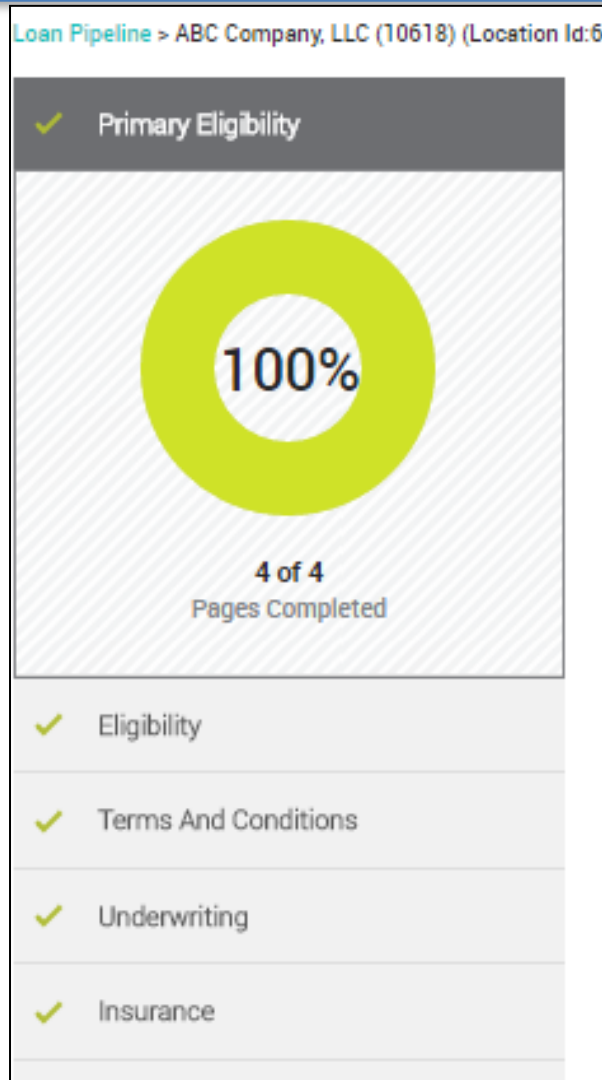 Loan Pipeline > ABC Company, LLC (10618) (Location Id:6
Primary Eligibility
100%
4 of 4
Pages Completed
Eligibility
Terms And Conditions
Underwriting
Insurance